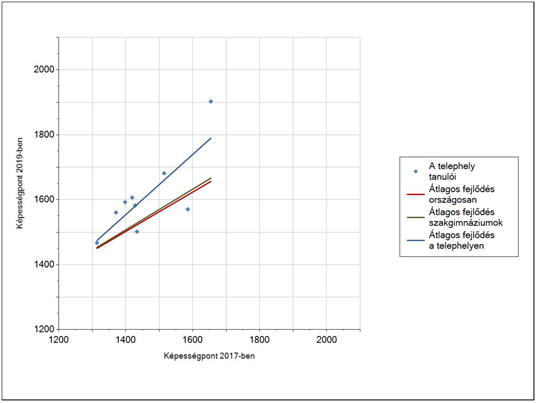 Képességpont 2019-ben
2000
1800
1600
1400
1200
1200
1400
1600
1800
2000
Képességpont 2017-ben
A telephely
tanulói
Átlagos fejlődés
országosan
Átlagos fejlődés
szakgimnáziumok
Átlagos fejlődés
a telephelyen